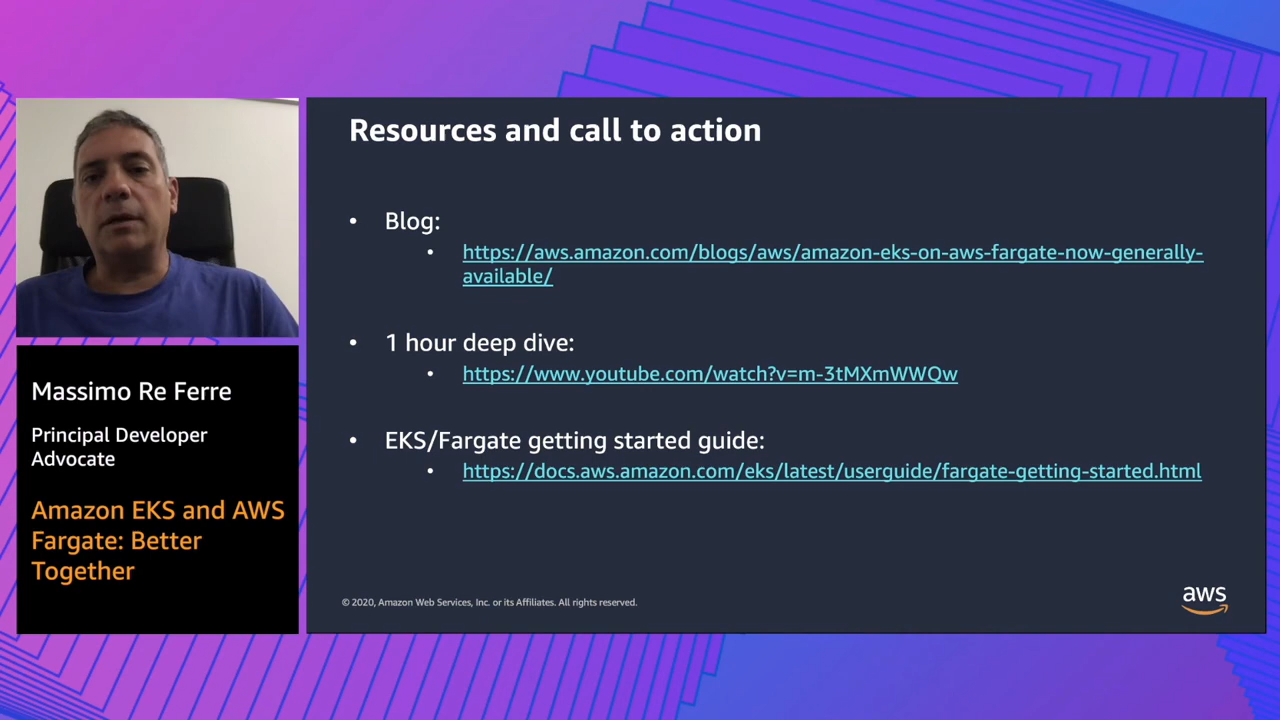 Resources and call to action
• Blog:
• https://aws.amazon.com/blogs/aws/amazon-eks-on-aws-fargate-now-generally-
available/
• 1 hour deep dive:
• https://www.youtube.com/watch?v=m-3tMXmWWQw
• EKS/Fargate getting started guide:
• https://docs.aws.amazon.com/eks/latest/userguide/fargate-getting-started.html
© 2020, Amazon Web Services, Inc. or its Affiliates. All rights reserved.
aws
Massimo Re Ferre
Principal Developer
Advocate
Amazon EKS and AWS
Fargate: Better
Together